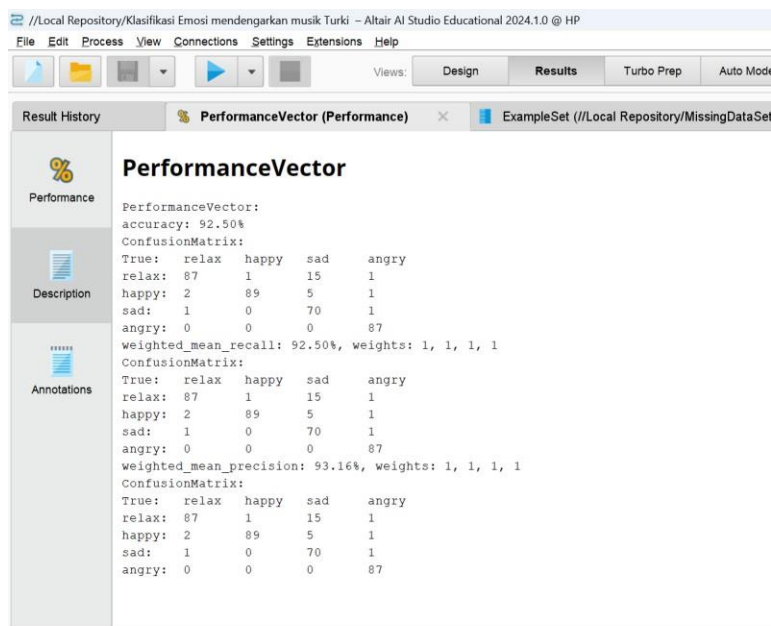 //Local Repository/Klasifikasi Emosi mendengarkan musik Turki – Altair AI Studio Educational 2024.1.0 @ HP
File Edit Process View Connections Settings Extensions Help
Views: Design Results Turbo Prep Auto Mode
Result History PerformanceVector (Performance) ExampleSet (//Local Repository/MissingDataSet
Performance
Description
Annotations
PerformanceVector
PerformanceVector:
accuracy: 92.50%
ConfusionMatrix:
True: relax happy sad angry
relax: 87 1 15 1
happy: 2 89 5 1
sad: 1 0 70 1
angry: 0 0 0 87
weighted_mean_recall: 92.50%, weights: 1, 1, 1, 1
ConfusionMatrix:
True: relax happy sad angry
relax: 87 1 15 1
happy: 2 89 5 1
sad: 1 0 70 1
angry: 0 0 0 87
weighted_mean_precision: 93.16%, weights: 1, 1, 1, 1
ConfusionMatrix:
True: relax happy sad angry
relax: 87 1 15 1
happy: 2 89 5 1
sad: 1 0 70 1
angry: 0 0 0 87